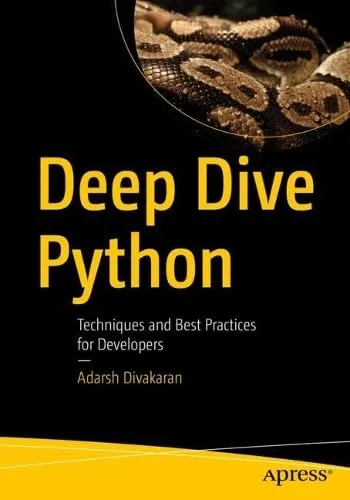 Deep Dive
Python
Techniques and Best Practices
for Developers
—
Adarsh Divakaran
Apress®